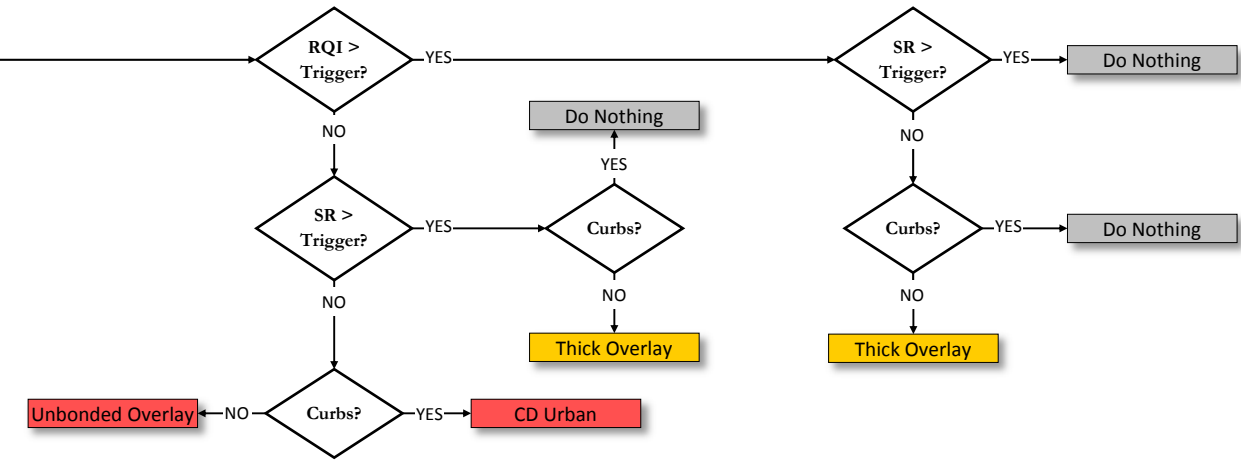 RQI >
Trigger?
YES
SR >
Trigger?
YES
Do Nothing
NO
Do Nothing
NO
YES
SR >
Trigger?
YES
Curbs?
Curbs?
YES
Do Nothing
NO
NO
NO
Thick Overlay
Thick Overlay
Unbonded Overlay
NO
Curbs?
YES
CD Urban